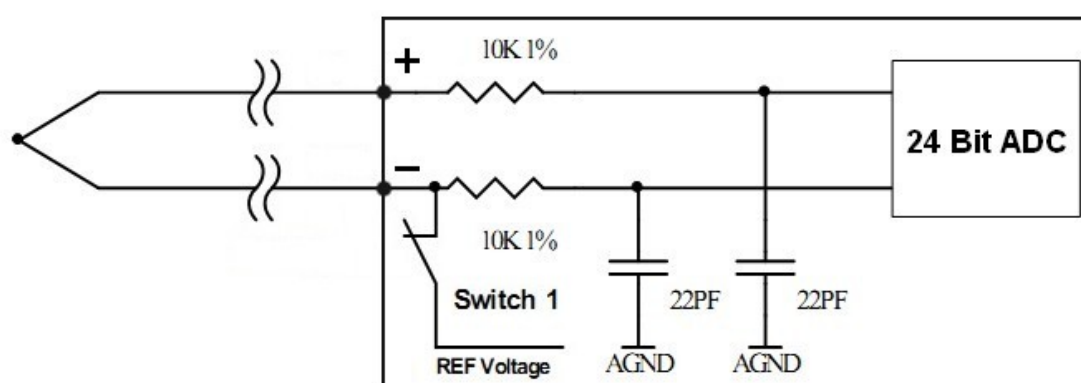 10K 1%
+
24 Bit ADC
−
10K 1%
Switch 1
22PF
22PF
REF Voltage
AGND
AGND